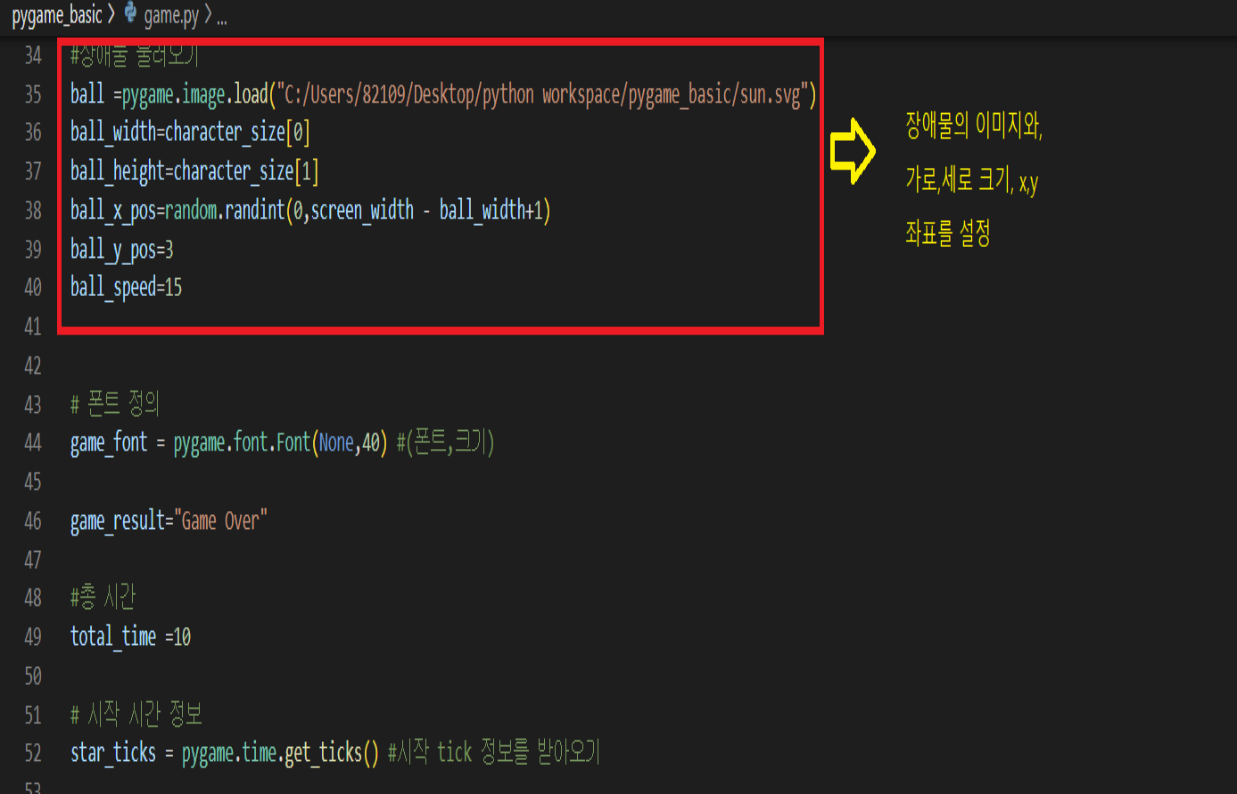 pygame_basic > game.py > ...
34 #장애물 불러오기
35 ball =pygame.image.load("C:/Users/82109/Desktop/python workspace/pygame_basic/sun.svg")
36 ball_width=character_size[0]
37 ball_height=character_size[1]
38 ball_x_pos=random.randint(0,screen_width - ball_width+1)
39 ball_y_pos=3
40 ball_speed=15
41
42
43 # 폰트 정의
44 game_font = pygame.font.Font(None,40) #(폰트,크기)
45
46 game_result="Game Over"
47
48 #총 시간
49 total_time =10
50
51 # 시작 시간 정보
52 star_ticks = pygame.time.get_ticks() #시작 tick 정보를 받아오기
53
장애물의 이미지와,
가로,세로 크기, x,y
좌표를 설정